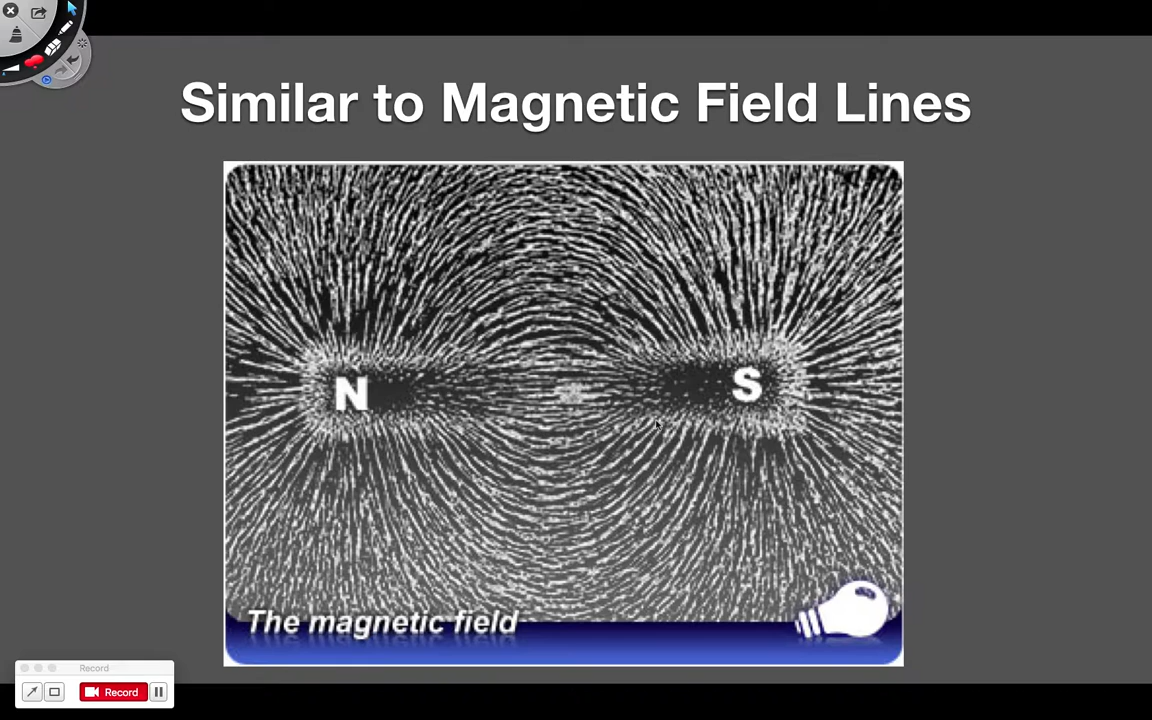 Similar to Magnetic Field Lines
N
S
The magnetic field
Record
Record